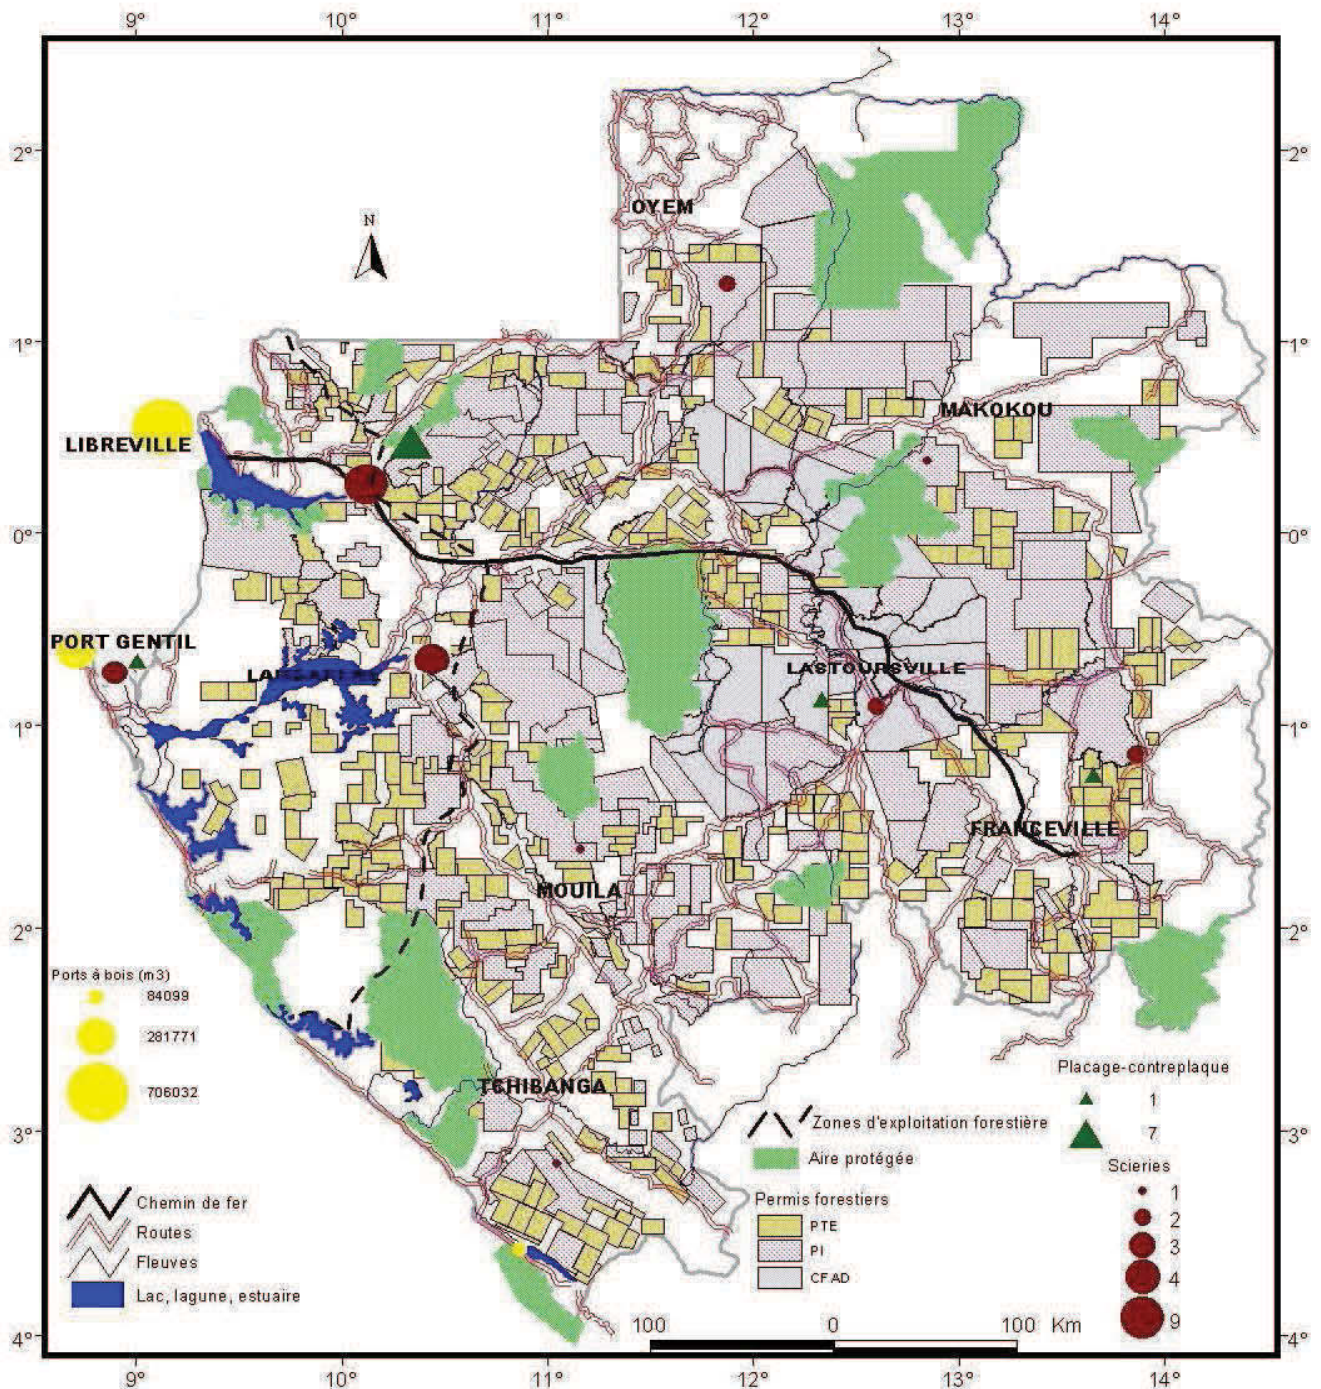 9° 10° 11° 12° 13° 14°
2° 2°
OYEM
N
1° 1°
MAKOKOU
LIBREVILLE
0° 0°
PORT GENTIL
LASTOURSVILLE
1° 1°
FRANCEVILLE
MOUILA
2° 2°
Ports à bois (m3)
84099
281771
706032
TCHIBANGA
Placage-contreplaque
1
7
Zones d'exploitation forestière
Aire protégée
3° 3°
Scieries
1
2
3
4
9
Permis forestiers
PTE
PI
CFAD
Chemin de fer
Routes
Fleuves
Lac, lagune, estuaire
100 0 100 Km
4° 4°
9° 10° 11° 12° 13° 14°